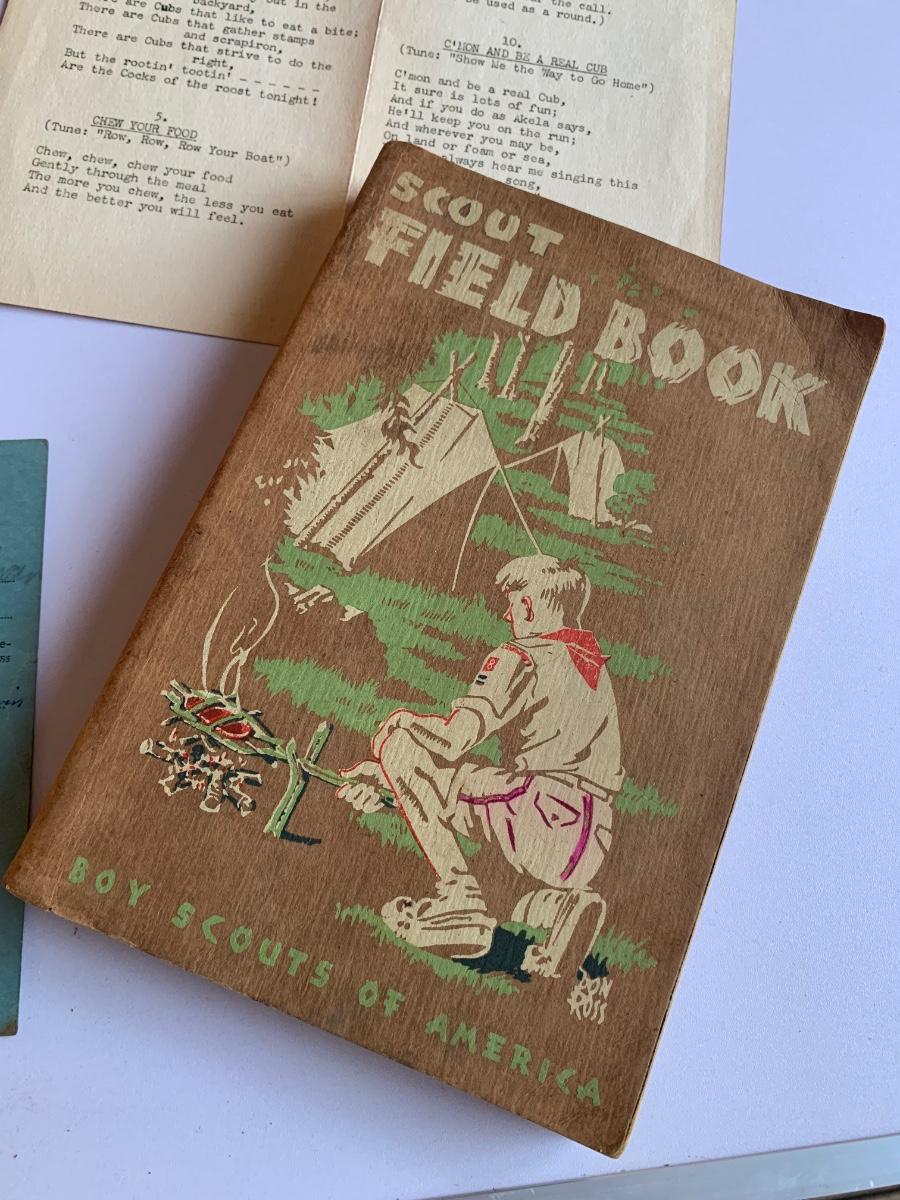 out in the
backyard,
are Cubs that like to eat a bite;
There are Cubs that gather stamps
and scrapiron,
There are Cubs that strive to do the
right,
But the rootin' tootin' _ _ _ _ _
Are the Cocks of the roost tonight!
5.
CHEW YOUR FOOD
(Tune: "Row, Row, Row Your Boat")
Chew, chew, chew your food
Gently through the meal
The more you chew, the less you eat
And the better you will feel.
the call.
be used as a round.)
10.
C'MON AND BE A REAL CUB
(Tune: "Show Me the Way to Go Home")
C'mon and be a real Cub,
It sure is lots of fun;
And if you do as Akela says,
He'll keep you on the run;
And wherever you may be,
On land or foam or sea,
always hear me singing this
song,
SCOUT
FIELD BOOK
8
DON
ROSS
BOY SCOUTS OF AMERICA